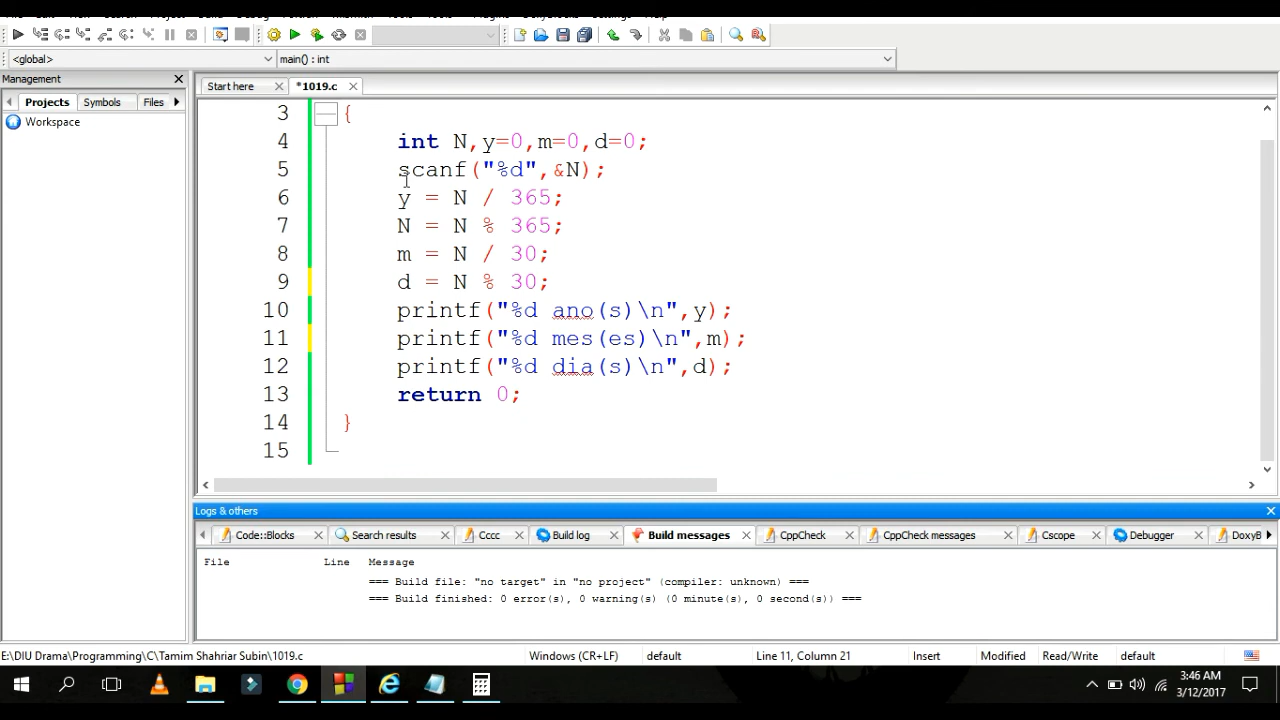 <global>
main() : int
Management
Start here
*1019.c
Projects
Symbols
Files
Workspace
3 {
4 int N,y=0,m=0,d=0;
5 scanf("%d",&N);
6 y = N / 365;
7 N = N % 365;
8 m = N / 30;
9 d = N % 30;
10 printf("%d ano(s)\n",y);
11 printf("%d mes(es)\n",m);
12 printf("%d dia(s)\n",d);
13 return 0;
14 }
15
Logs & others
Code::Blocks
Search results
Cccc
Build log
Build messages
CppCheck
CppCheck messages
Cscope
Debugger
DoxyB
File Line Message
=== Build file: "no target" in "no project" (compiler: unknown) ===
=== Build finished: 0 error(s), 0 warning(s) (0 minute(s), 0 second(s)) ===
E:\DIU Drama\Programming\C\Tamim Shahriar Subin\1019.c
Windows (CR+LF)
default
Line 11, Column 21
Insert
Modified
Read/Write
default
3:46 AM
3/12/2017